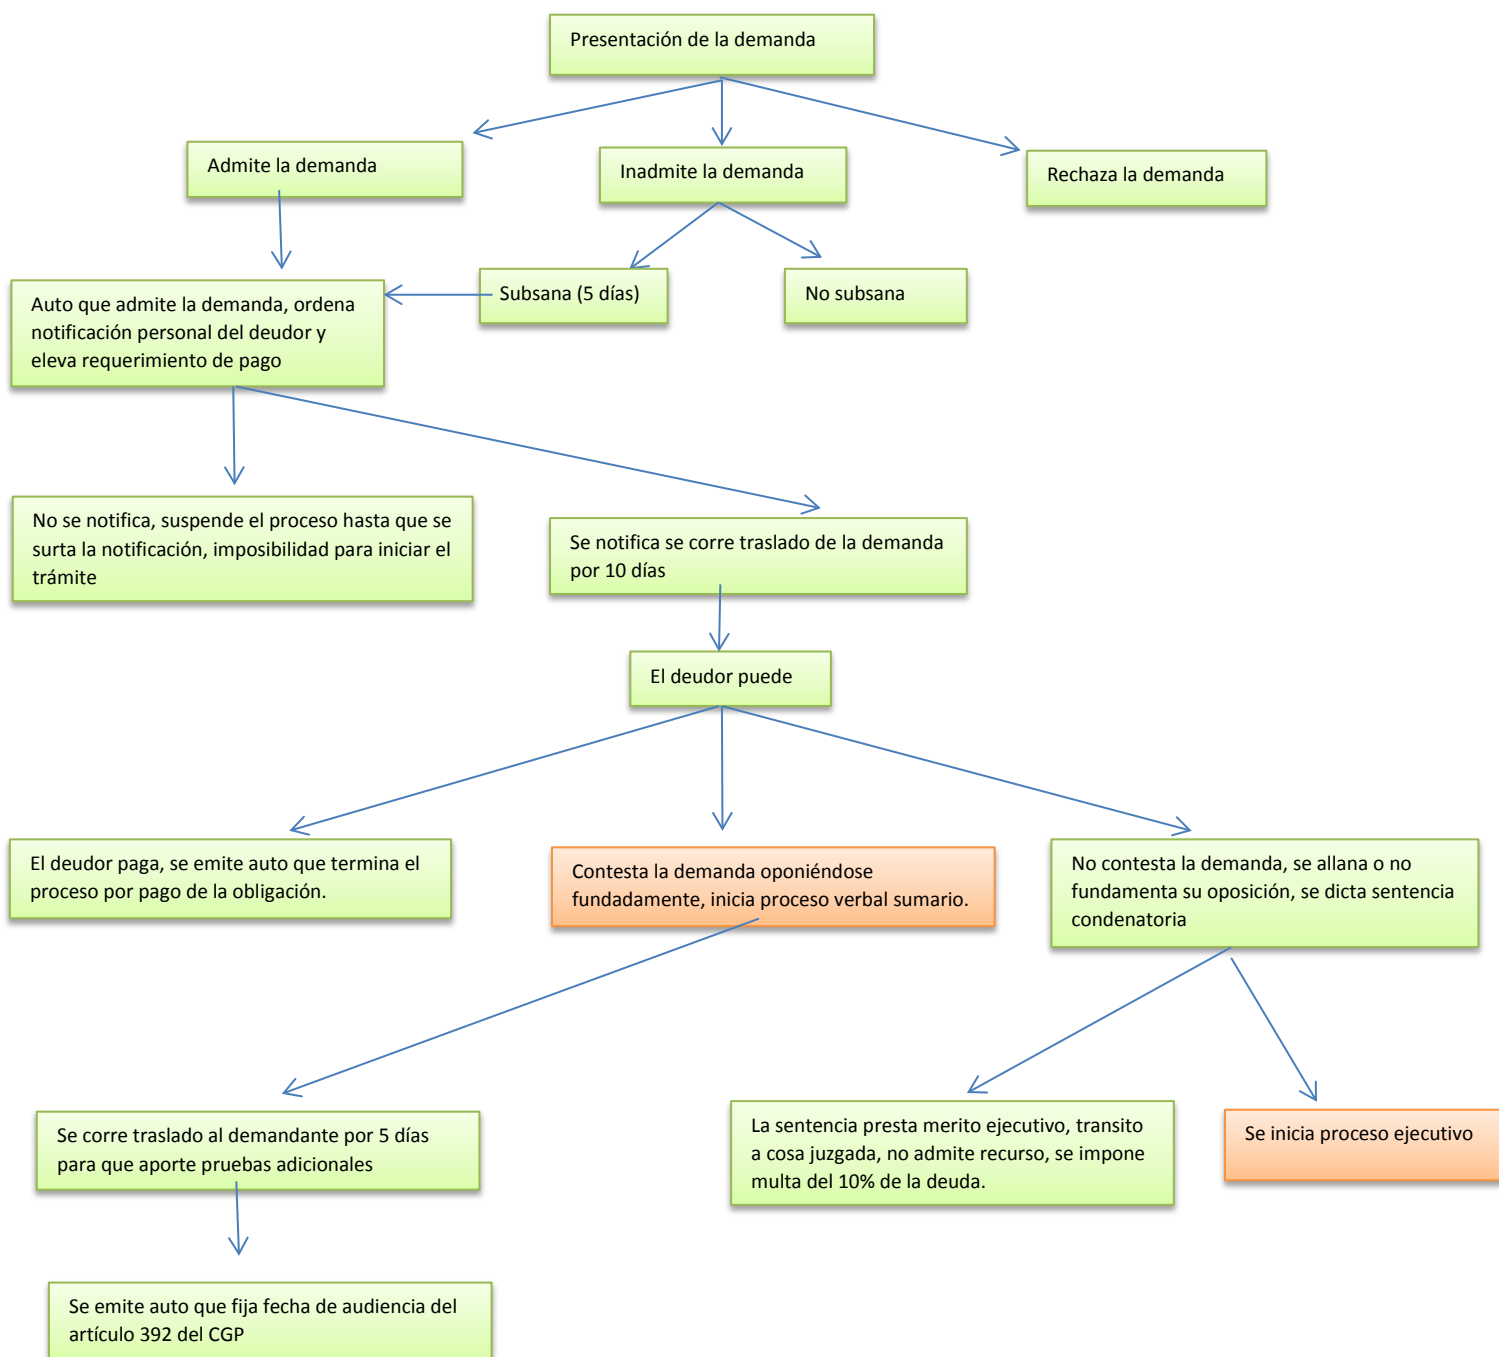 Presentación de la demanda
Admite la demanda
Inadmite la demanda
Rechaza la demanda
Auto que admite la demanda, ordena
notificación personal del deudor y
eleva requerimiento de pago
Subsana (5 días)
No subsana
No se notifica, suspende el proceso hasta que se
surta la notificación, imposibilidad para iniciar el
trámite
Se notifica se corre traslado de la demanda
por 10 días
El deudor puede
El deudor paga, se emite auto que termina el
proceso por pago de la obligación.
Contesta la demanda oponiéndose
fundadamente, inicia proceso verbal sumario.
No contesta la demanda, se allana o no
fundamenta su oposición, se dicta sentencia
condenatoria
Se corre traslado al demandante por 5 días
para que aporte pruebas adicionales
La sentencia presta merito ejecutivo, transito
a cosa juzgada, no admite recurso, se impone
multa del 10% de la deuda.
Se inicia proceso ejecutivo
Se emite auto que fija fecha de audiencia del
artículo 392 del CGP